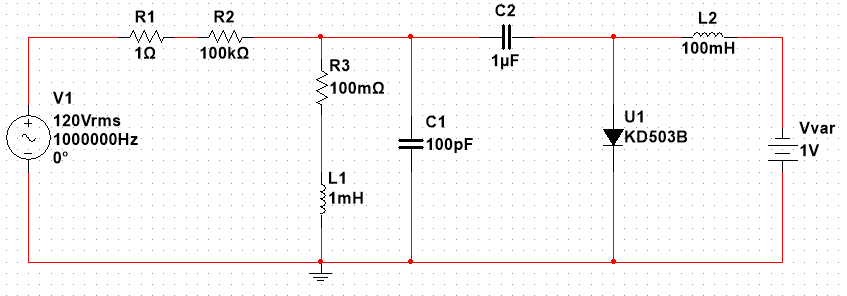 C2
R1
R2
L2
1Ω
100kΩ
100mH
1µF
R3
100mΩ
V1
120Vrms
1000000Hz
0°
C1
100pF
U1
KD503B
Vvar
1V
L1
1mH